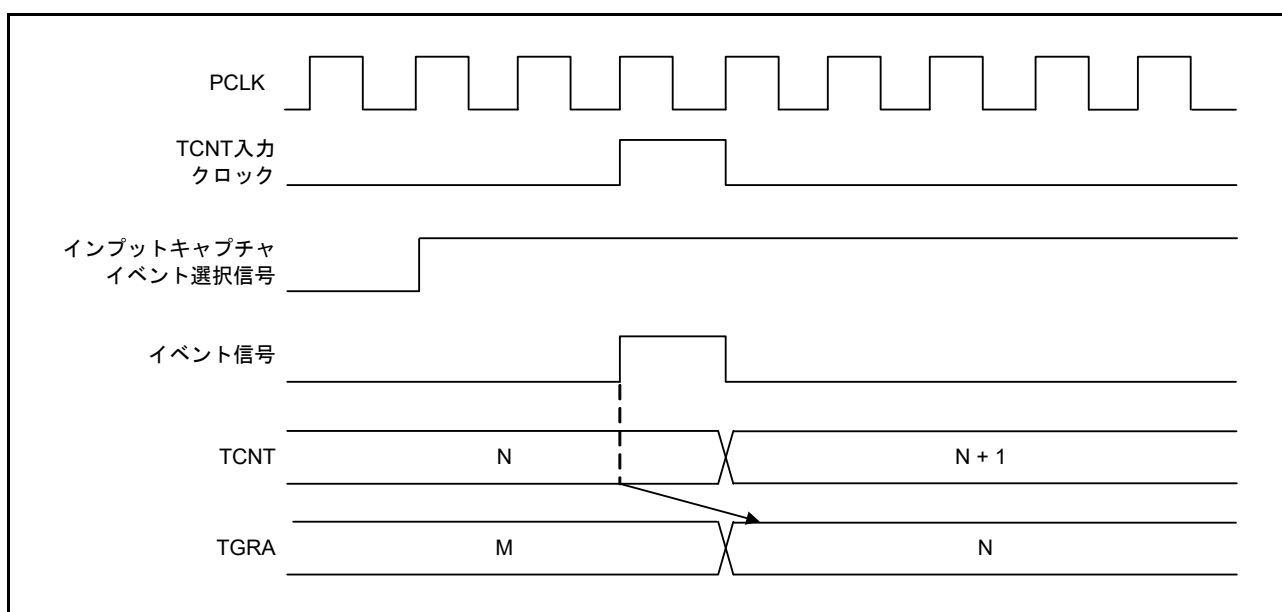 PCLK
TCNT入力
クロック
インプットキャプチャ
イベント選択信号
イベント信号
TCNT
N
N + 1
TGRA
M
N